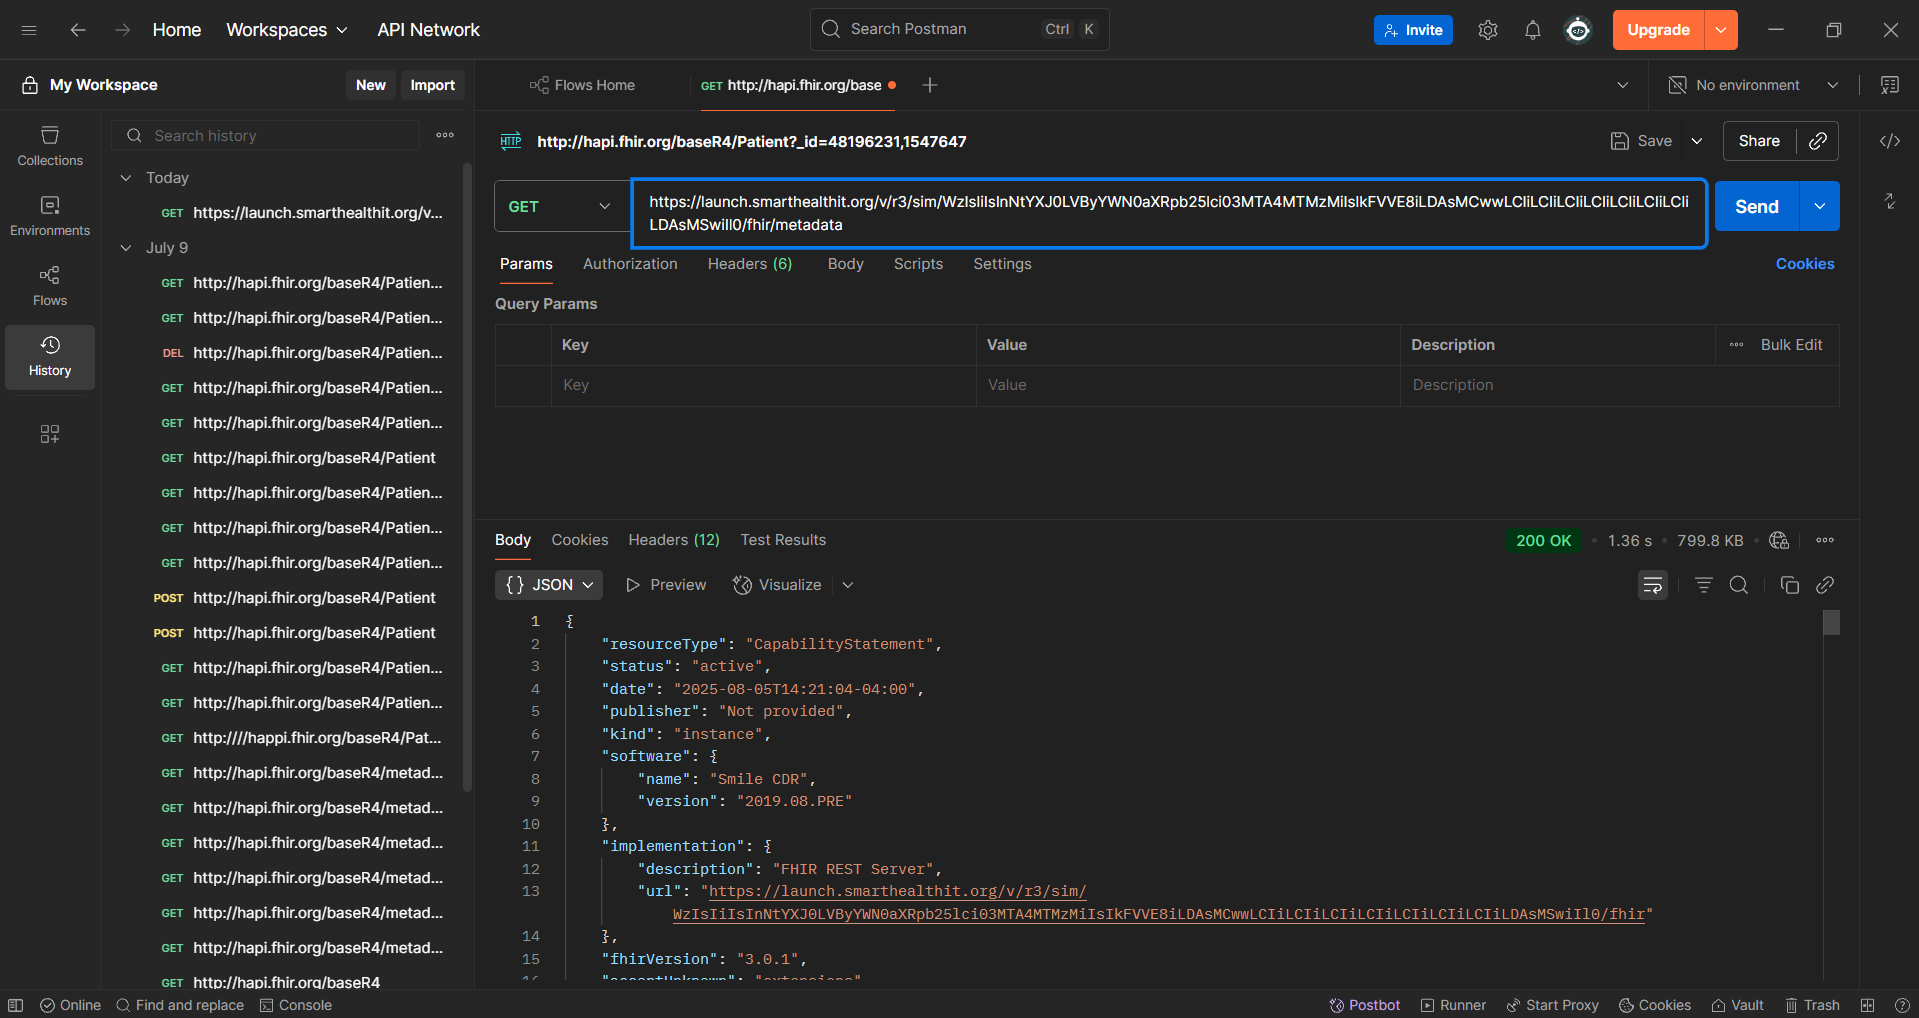 Home Workspaces API Network Search Postman Ctrl K Invite Upgrade
My Workspace New Import Flows Home GET http://hapi.fhir.org/base No environment
Search history
http://hapi.fhir.org/baseR4/Patient?_id=48196231,1547647 Save Share
Collections
Environments
Flows
History
Today
GET https://launch.smarthealthit.org/v...
July 9
GET http://hapi.fhir.org/baseR4/Patien...
GET http://hapi.fhir.org/baseR4/Patien...
DEL http://hapi.fhir.org/baseR4/Patien...
GET http://hapi.fhir.org/baseR4/Patien...
GET http://hapi.fhir.org/baseR4/Patien...
GET http://hapi.fhir.org/baseR4/Patient
GET http://hapi.fhir.org/baseR4/Patien...
GET http://hapi.fhir.org/baseR4/Patien...
GET http://hapi.fhir.org/baseR4/Patien...
POST http://hapi.fhir.org/baseR4/Patient
POST http://hapi.fhir.org/baseR4/Patient
GET http://hapi.fhir.org/baseR4/Patien...
GET http://hapi.fhir.org/baseR4/Patien...
GET http:////happi.fhir.org/baseR4/Pat...
GET http://hapi.fhir.org/baseR4/metad...
GET http://hapi.fhir.org/baseR4/metad...
GET http://hapi.fhir.org/baseR4/metad...
GET http://hapi.fhir.org/baseR4/metad...
GET http://hapi.fhir.org/baseR4/metad...
GET http://hapi.fhir.org/baseR4/metad...
GET http://hapi.fhir.org/baseR4
GET https://launch.smarthealthit.org/v/r3/sim/WzIsIiIsInNtYXJ0LVByYWN0aXRpb25lci03MTA4MTMzMiIsIkFVVE8iLDAsMCwwLCIiLCIiLCIiLCIiLCIiLCIiLCIi
LDAsMSwiIl0/fhir/metadata
Send
Params Authorization Headers (6) Body Scripts Settings Cookies
Query Params
Key Value Description Bulk Edit
Key Value Description
Body Cookies Headers (12) Test Results 200 OK 1.36 s 799.8 KB
{} JSON Preview Visualize
1 {
2 "resourceType": "CapabilityStatement",
3 "status": "active",
4 "date": "2025-08-05T14:21:04-04:00",
5 "publisher": "Not provided",
6 "kind": "instance",
7 "software": {
8 "name": "Smile CDR",
9 "version": "2019.08.PRE"
10 },
11 "implementation": {
12 "description": "FHIR REST Server",
13 "url": "https://launch.smarthealthit.org/v/r3/sim/
WzIsIiIsInNtYXJ0LVByYWN0aXRpb25lci03MTA4MTMzMiIsIkFVVE8iLDAsMCwwLCIiLCIiLCIiLCIiLCIiLCIiLCIiLDAsMSwiIl0/fhir"
14 },
15 "fhirVersion": "3.0.1",
16 "acceptUnknown": "extensions"
Online Find and replace Console Postbot Runner Start Proxy Cookies Vault Trash